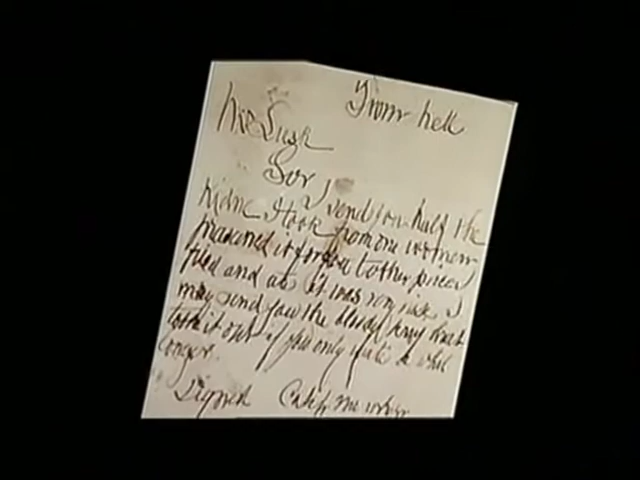 From hell
Mr Lusk
Sor
I send you half the
Kidne I took from one women
prasarved it for you tother piece I
fried and ate it was very nise I
may send you the bloody knif that
took it out if you only wate a whil
longer.
Signed Catch me when